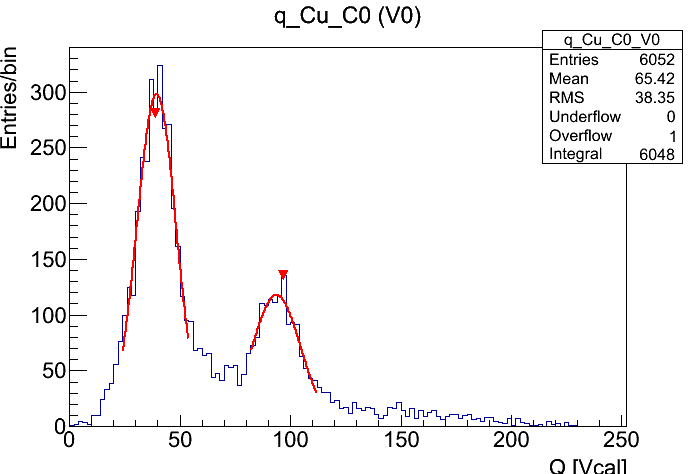 q_Cu_C0 (V0)
q_Cu_C0_V0
Entries 6052
Mean 65.42
RMS 38.35
Underflow 0
Overflow 1
Integral 6048
Entries/bin
300
250
200
150
100
50
0
0 50 100 150 200 250
Q [Vcal]